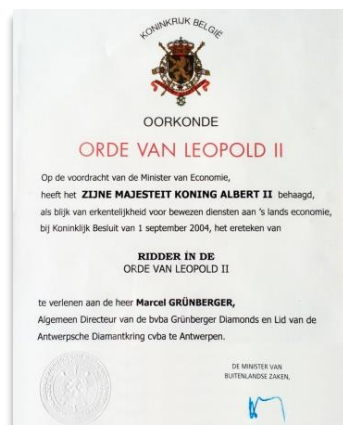 KONINKRIJK BELGIË
OORKONDE
ORDE VAN LEOPOLD II
Op de voordracht van de Minister van Economie,
heeft het ZIJNE MAJESTEIT KONING ALBERT II behaagd,
als blijk van erkentelijkheid voor bewezen diensten aan 's lands economie,
bij Koninklijk Besluit van 1 september 2004, het ereteken van
RIDDER IN DE
ORDE VAN LEOPOLD II
te verlenen aan de heer Marcel GRÜNBERGER,
Algemeen Directeur van de bvba Grünberger Diamonds en Lid van de
Antwerpsche Diamantkring cvba te Antwerpen.
DE MINISTER VAN
BUITENLANDSE ZAKEN,